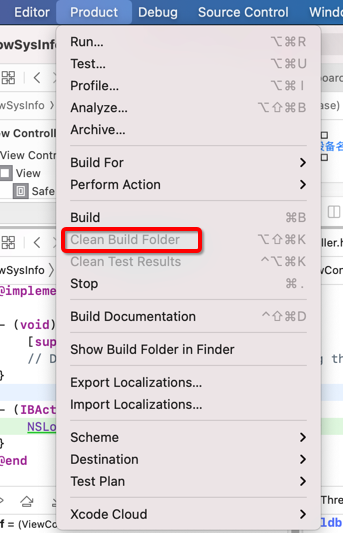 Editor Product Debug Source Control Windo
owSysInfo
Run... ⌥⌘R
Test... ⌥⌘U
Profile... ⌥⌘I
Analyze... ⌥⇧⌘B
Archive...
Build For
Perform Action
Build ⌘B
Clean Build Folder ⌥⇧⌘K
Clean Test Results ^⌥⌘K
Stop ⌘.
Build Documentation ^⇧⌘D
Show Build Folder in Finder
Export Localizations...
Import Localizations...
Scheme
Destination
Test Plan
Xcode Cloud
wSysInfo
ew Controll
View Contr
View
Safe
board
ase)
设备名
wSysInfo
ller.h
wCon
@impleme
- (void)
[sup
// D
g th
}
- (IBAct
NSLo
}
@end
Thre
f = (ViewCo
lldb